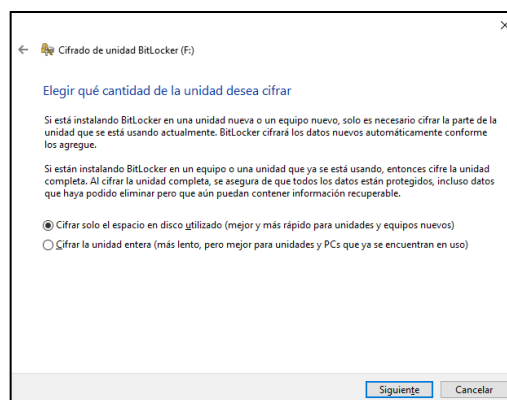 Cifrado de unidad BitLocker (F:)
Elegir qué cantidad de la unidad desea cifrar
Si está instalando BitLocker en una unidad nueva o un equipo nuevo, solo es necesario cifrar la parte de la
unidad que se está usando actualmente. BitLocker cifrará los datos nuevos automáticamente conforme
los agregue.
Si están instalando BitLocker en un equipo o una unidad que ya se está usando, entonces cifre la unidad
completa. Al cifrar la unidad completa, se asegura de que todos los datos están protegidos, incluso datos
que haya podido eliminar pero que aún puedan contener información recuperable.
Cifrar solo el espacio en disco utilizado (mejor y más rápido para unidades y equipos nuevos)
Cifrar la unidad entera (más lento, pero mejor para unidades y PCs que ya se encuentran en uso)
Siguiente Cancelar